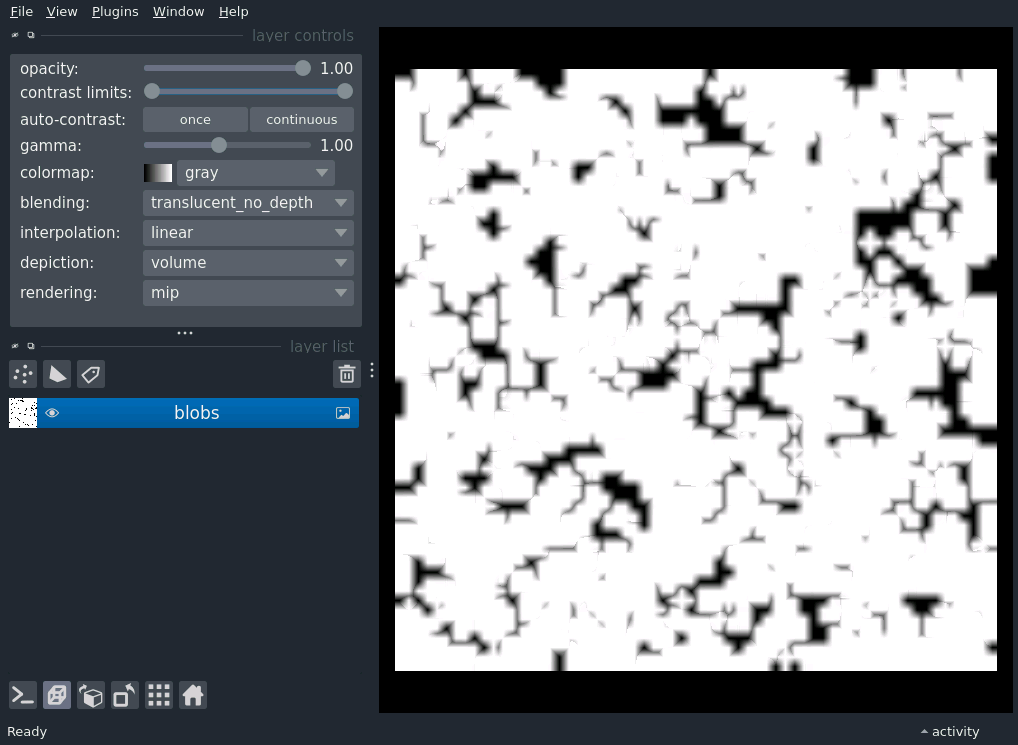 File View Plugins Window Help
layer controls
opacity: 1.00
contrast limits:
auto-contrast: once continuous
gamma: 1.00
colormap: gray
blending: translucent_no_depth
interpolation: linear
depiction: volume
rendering: mip
layer list
blobs
Ready
activity